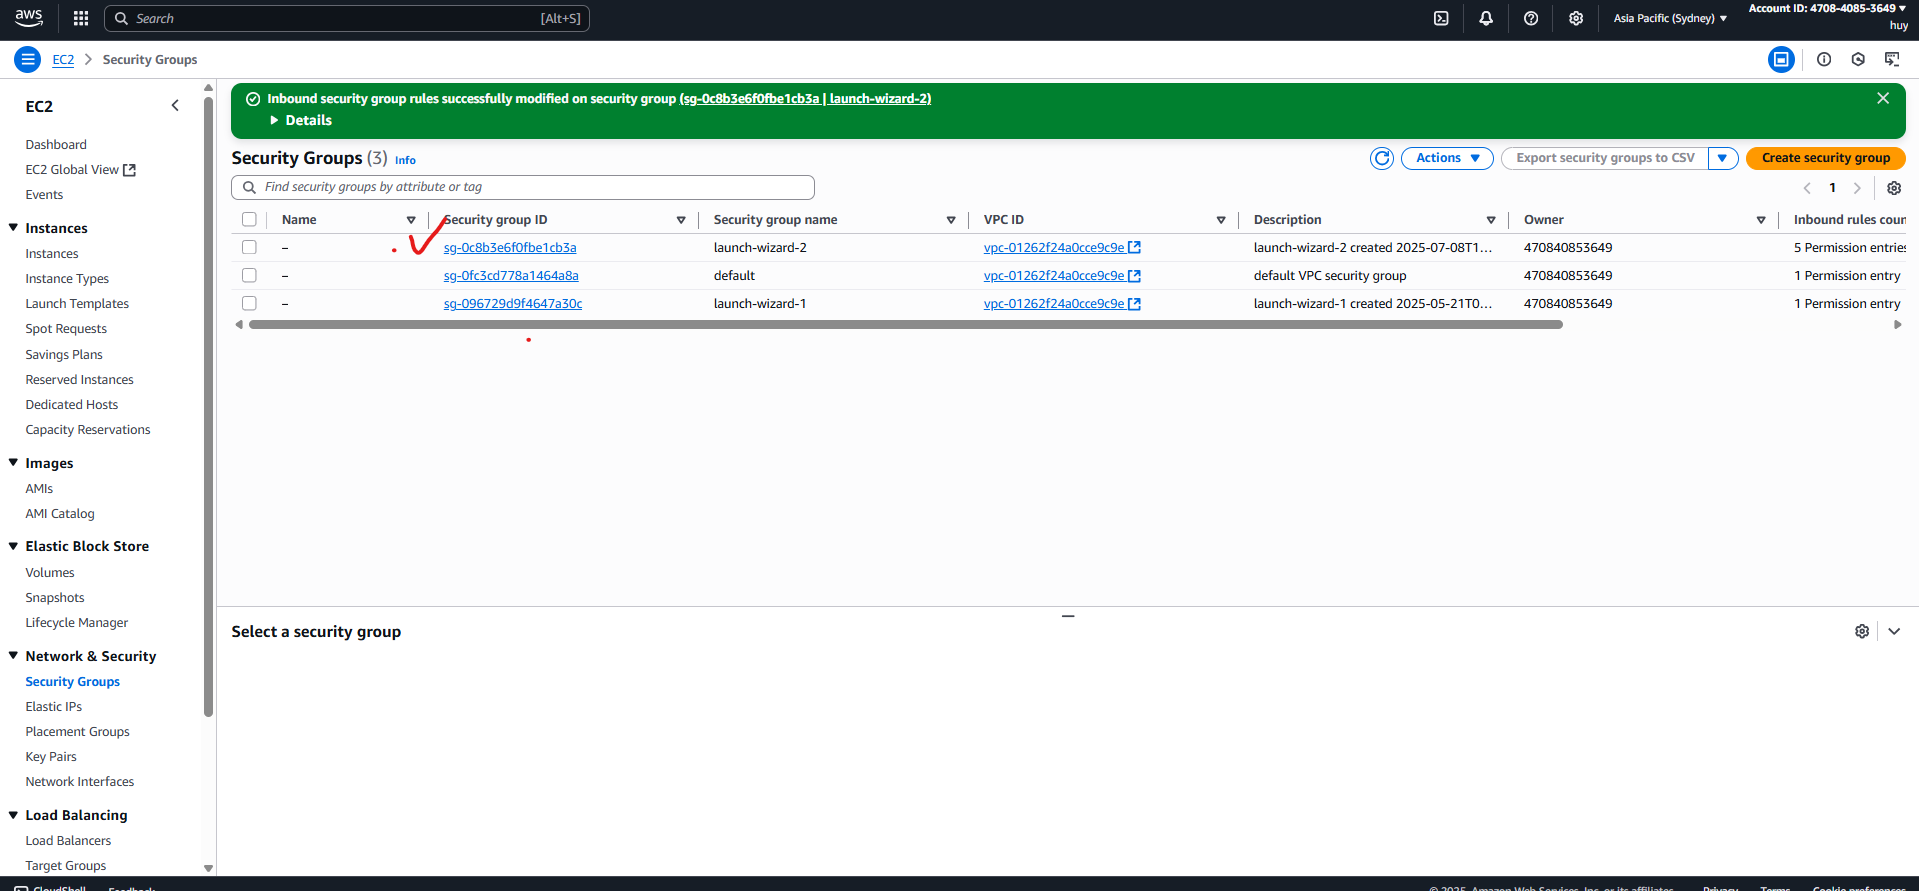 aws
Search [Alt+S]
Asia Pacific (Sydney)
Account ID: 4708-4085-3649
huy
EC2 Security Groups
EC2
Dashboard
EC2 Global View
Events
Instances
Instances
Instance Types
Launch Templates
Spot Requests
Savings Plans
Reserved Instances
Dedicated Hosts
Capacity Reservations
Images
AMIs
AMI Catalog
Elastic Block Store
Volumes
Snapshots
Lifecycle Manager
Network & Security
Security Groups
Elastic IPs
Placement Groups
Key Pairs
Network Interfaces
Load Balancing
Load Balancers
Target Groups
Inbound security group rules successfully modified on security group (sg-0c8b3e6f0fbe1cb3a | launch-wizard-2)
Details
Security Groups (3) Info
Actions Export security groups to CSV Create security group
Find security groups by attribute or tag
1
Name Security group ID Security group name VPC ID Description Owner Inbound rules coun
– sg-0c8b3e6f0fbe1cb3a launch-wizard-2 vpc-01262f24a0cce9c9e launch-wizard-2 created 2025-07-08T1... 470840853649 5 Permission entries
– sg-0fc3cd778a1464a8a default vpc-01262f24a0cce9c9e default VPC security group 470840853649 1 Permission entry
– sg-096729d9f4647a30c launch-wizard-1 vpc-01262f24a0cce9c9e launch-wizard-1 created 2025-05-21T0... 470840853649 1 Permission entry
Select a security group
CloudShell Feedback
© 2025, Amazon Web Services, Inc. or its affiliates. Privacy Terms Cookie preferences